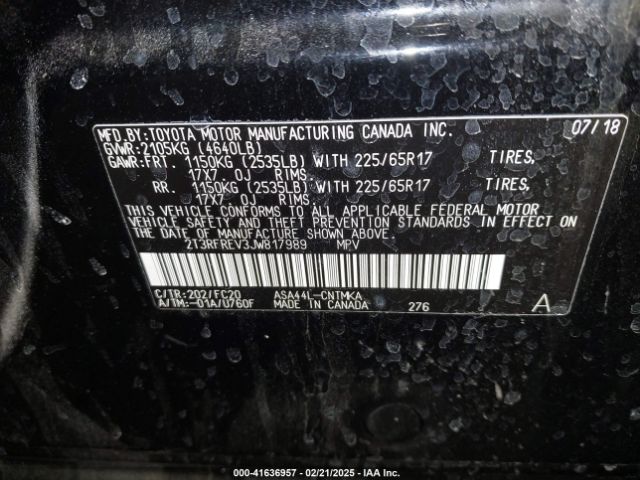 MFD.BY:TOYOTA MOTOR MANUFACTURING CANADA INC. 07/18
GVWR:2105KG (4640LB)
GAWR:FRT. 1150KG (2535LB) WITH 225/65R17 TIRES,
17X7.0J RIMS
RR. 1150KG (2535LB) WITH 225/65R17 TIRES,
17X7.0J RIMS
THIS VEHICLE CONFORMS TO ALL APPLICABLE FEDERAL MOTOR
VEHICLE SAFETY AND THEFT PREVENTION STANDARDS IN EFFECT ON
THE DATE OF MANUFACTURE SHOWN ABOVE.
2T3RFREV3JW817989 MPV
C/TR:202/FC20 ASA44L-CNTMKA
A/TM:-01A/U760F MADE IN CANADA 276 A
000-41636957 - 02/21/2025 - IAA Inc.